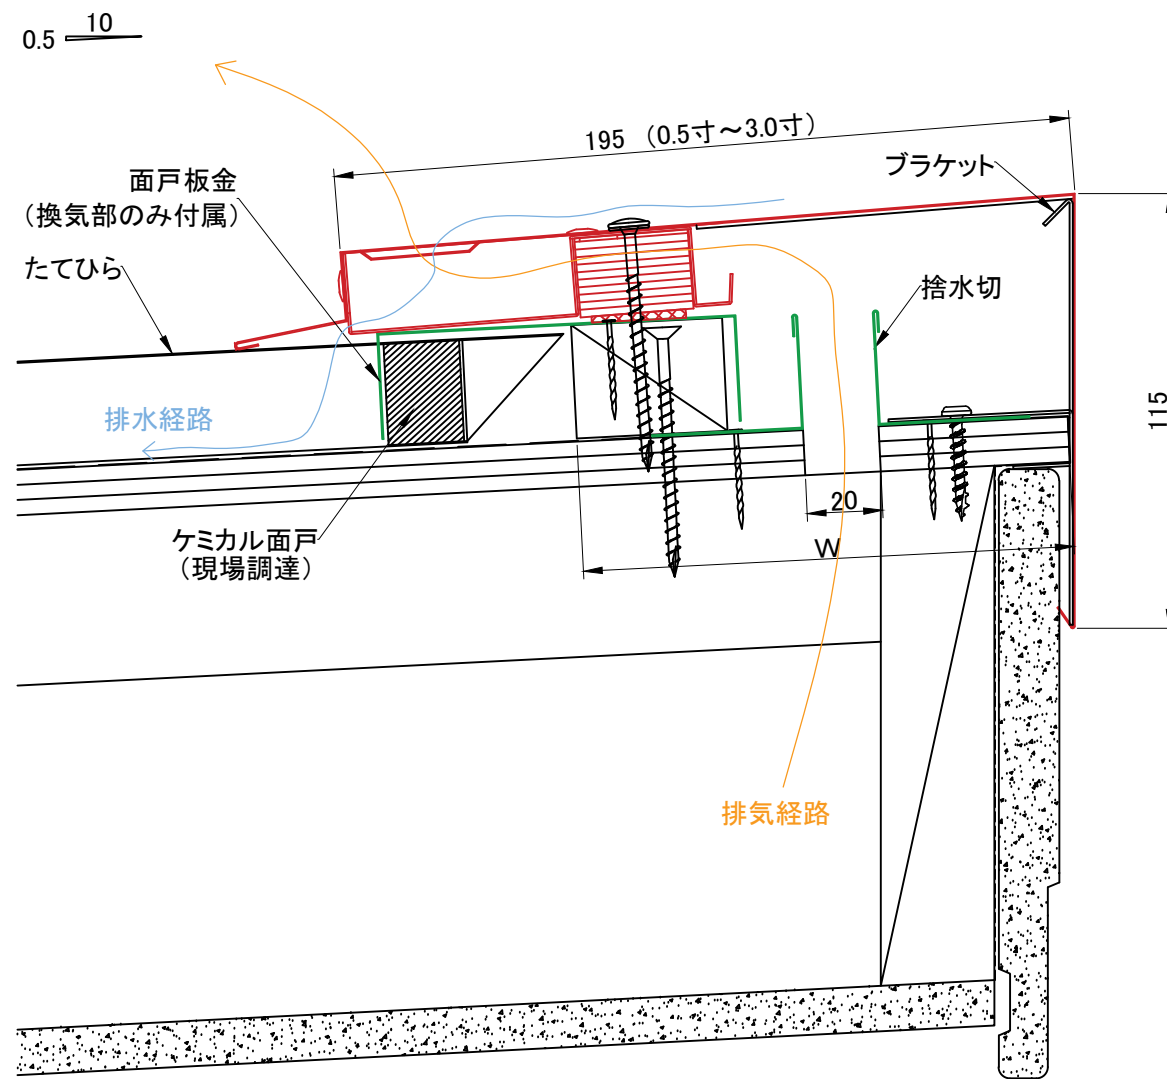 10
0.5
195 （0.5寸～3.0寸）
ブラケット
面戸板金
（換気部のみ付属）
たてひら
捨水切
115
排水経路
20
W
ケミカル面戸
（現場調達）
排気経路